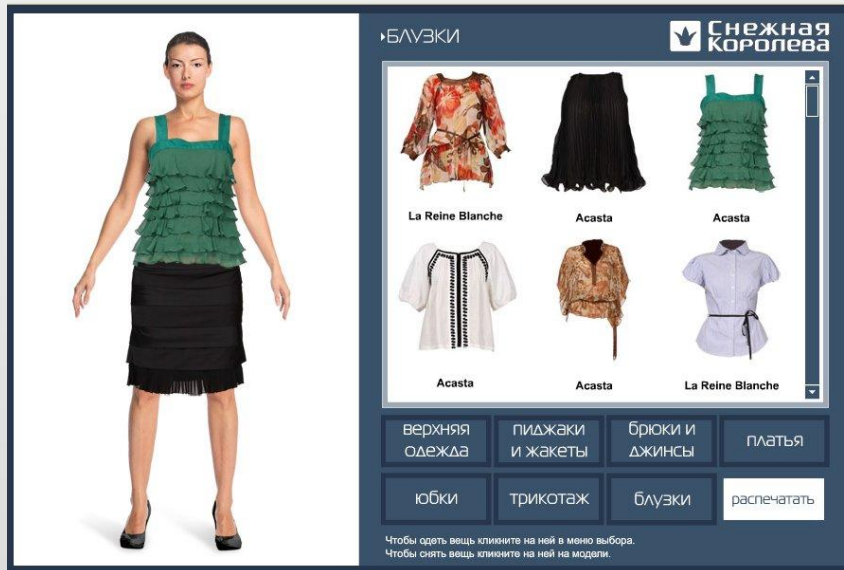 БЛУЗКИ
Снежная
Королева
La Reine Blanche
Acasta
Acasta
Acasta
Acasta
La Reine Blanche
верхняя
одежда
пиджаки
и жакеты
брюки и
джинсы
платья
юбки
трикотаж
блузки
распечатать
Чтобы одеть вещь кликните на ней в меню выбора.
Чтобы снять вещь кликните на ней на модели.